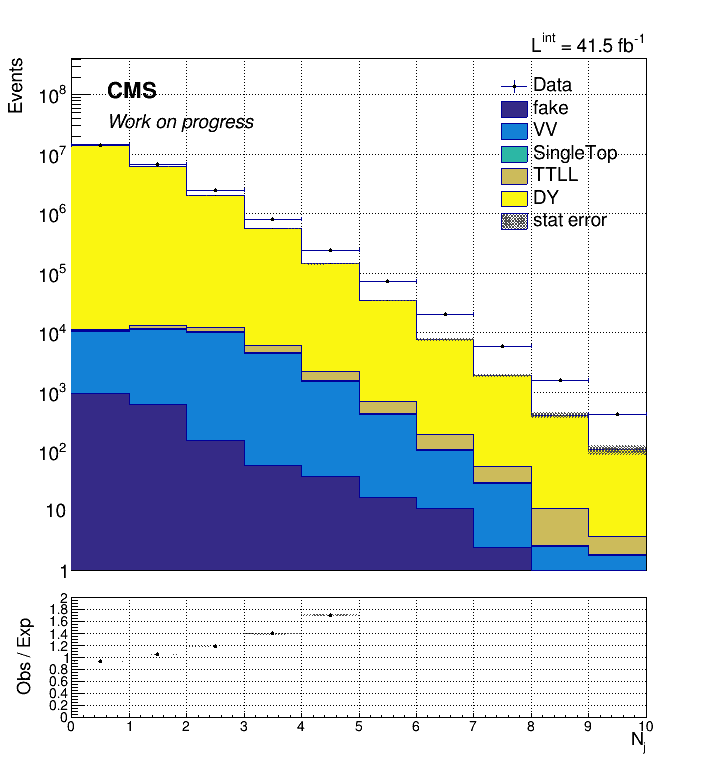 L^int = 41.5 fb^-1
Events
CMS
Work on progress
Data
fake
VV
SingleTop
TTLL
DY
stat error
10^8
10^7
10^6
10^5
10^4
10^3
10^2
10
1
Obs / Exp
2
1.8
1.6
1.4
1.2
1
0.8
0.6
0.4
0.2
0
0 1 2 3 4 5 6 7 8 9 10
N_j